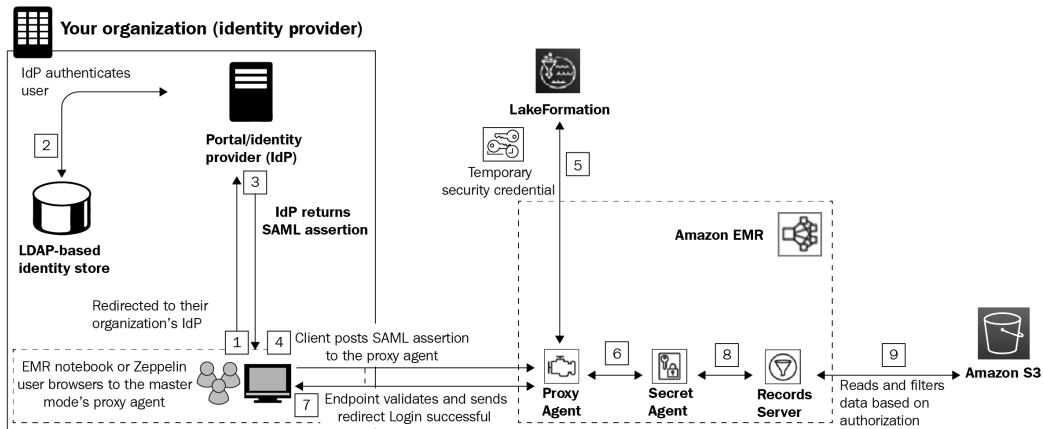 Your organization (identity provider)
IdP authenticates
user
2
Portal/identity
provider (IdP)
3
IdP returns
SAML assertion
LDAP-based
identity store
Redirected to their
organization's IdP
1
4
Client posts SAML assertion
to the proxy agent
EMR notebook or Zeppelin
user browsers to the master
mode's proxy agent
7
Endpoint validates and sends
redirect Login successful
LakeFormation
Temporary
security credential
5
Amazon EMR
6
8
9
Proxy
Agent
Secret
Agent
Records
Server
Reads and filters
data based on
authorization
Amazon S3